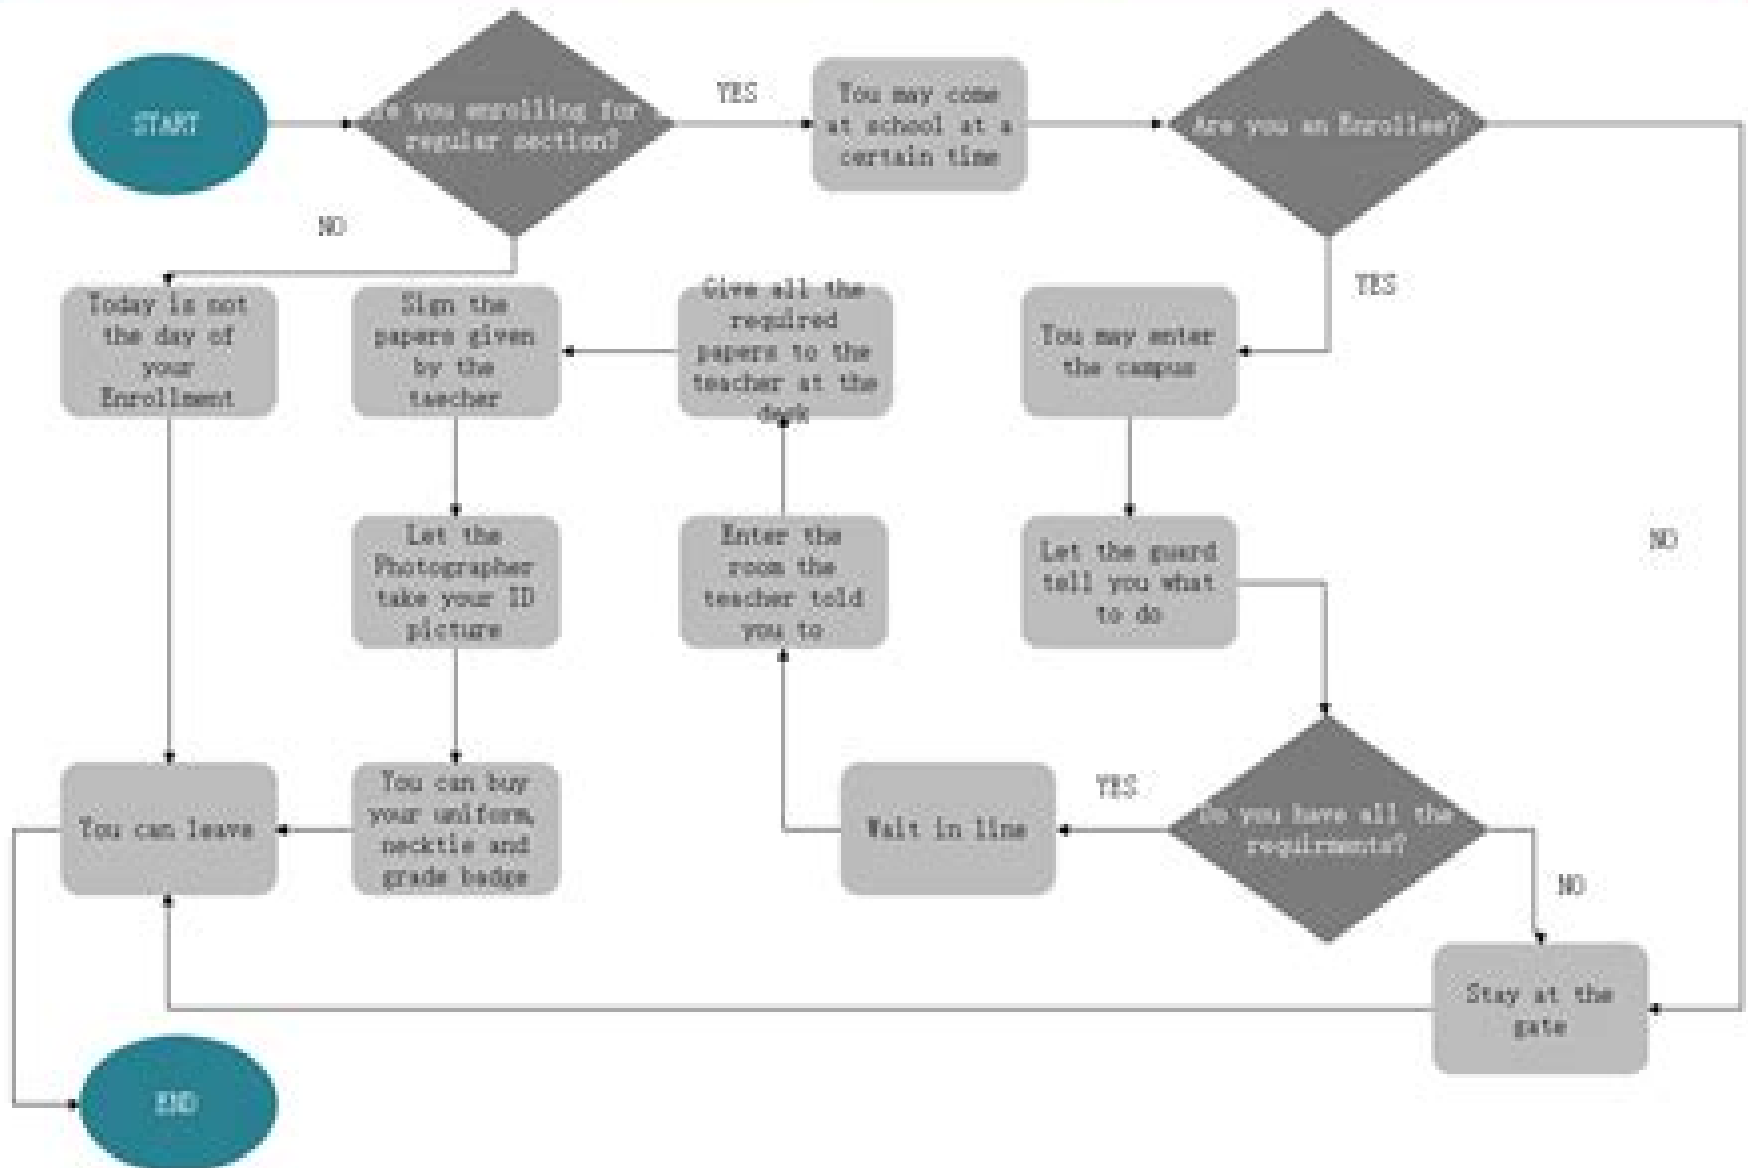 START
Are you enrolling for
regular section?
YES
You may come
at school at a
certain time
Are you an Enrollee?
NO
YES
Today is not
the day of
your
Enrollment
Sign the
papers given
by the
taecher
Give all the
required
papers to the
teacher at the
desk
You may enter
the campus
Let the
Photographer
take your ID
picture
Enter the
room the
teacher told
you to
Let the guard
tell you what
to do
NO
You can leave
You can buy
your uniform,
necktie and
grade badge
Wait in line
YES
Do you have all the
requirments?
NO
Stay at the
gate
END